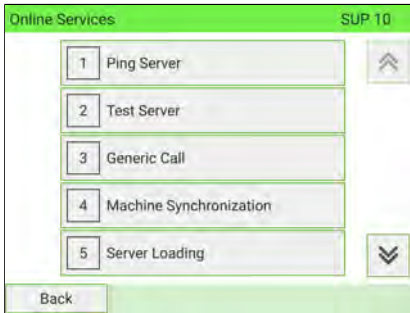 Online Services SUP 10
1 Ping Server
2 Test Server
3 Generic Call
4 Machine Synchronization
5 Server Loading
Back